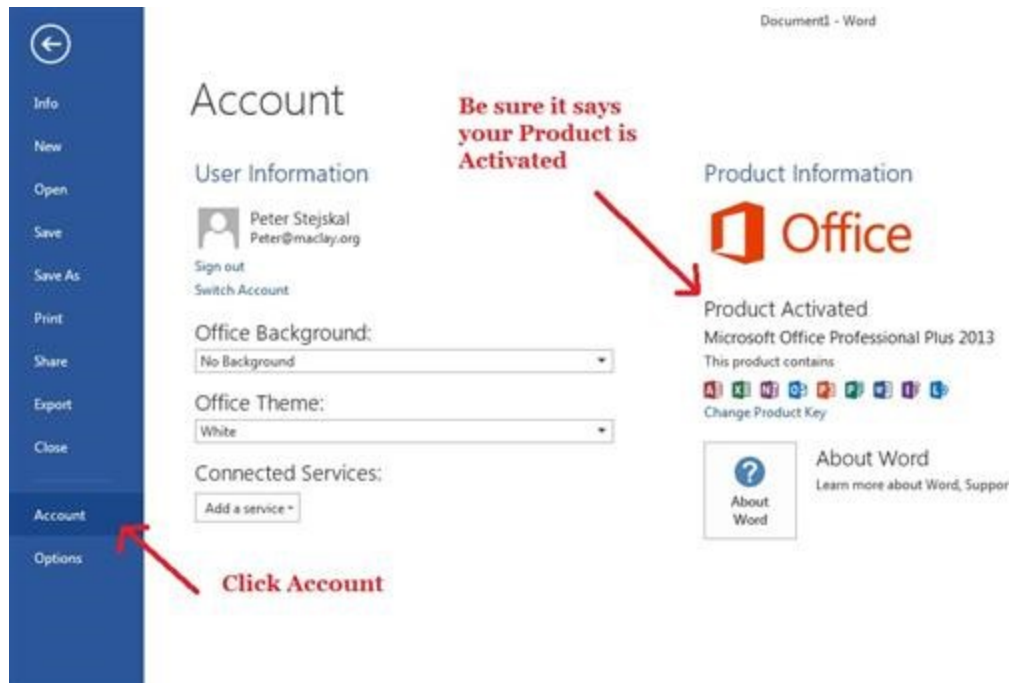 Document1 - Word
Info
New
Open
Save
Save As
Print
Share
Export
Close
Account
Options
Account
Be sure it says
your Product is
Activated
User Information
Peter Stejskal
Peter@maclay.org
Sign out
Switch Account
Office Background:
No Background
Office Theme:
White
Connected Services:
Add a service
Click Account
Product Information
Office
Product Activated
Microsoft Office Professional Plus 2013
This product contains
Change Product Key
About
Word
About Word
Learn more about Word, Suppor